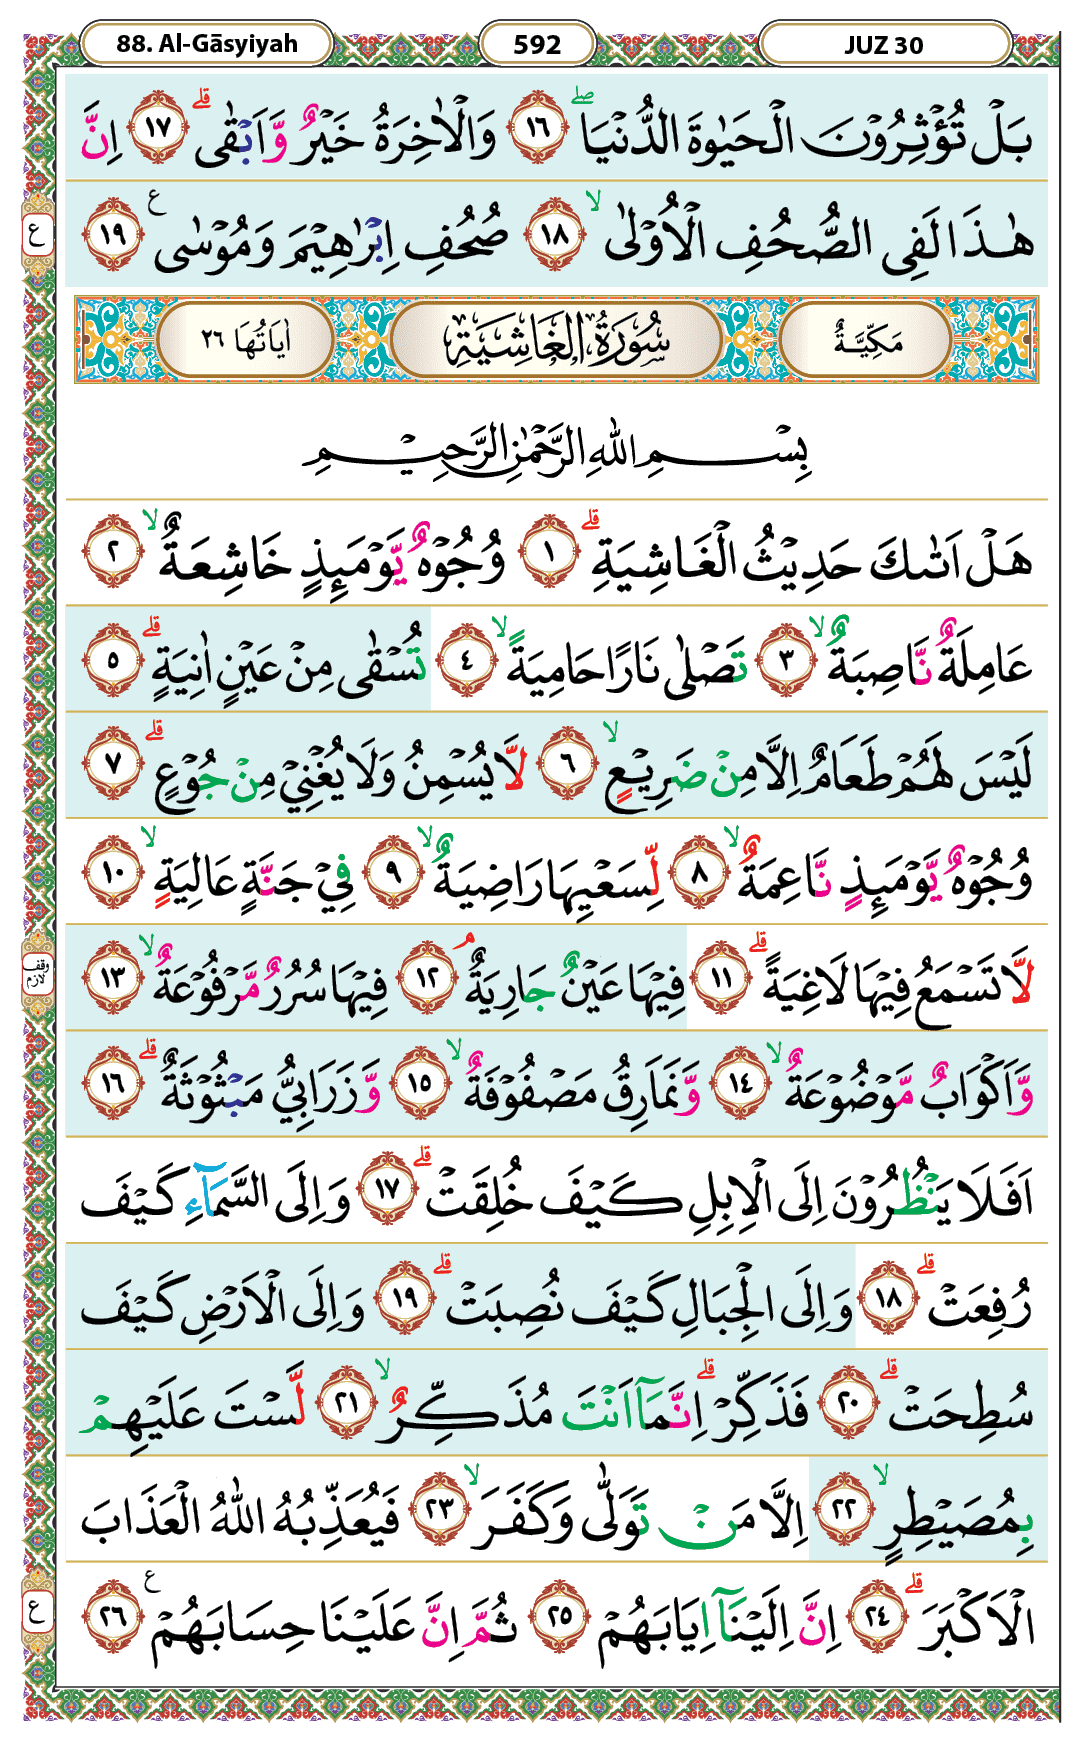 88. Al-Gāsyiyah 592 JUZ 30
بَلْ تُؤْثِرُوْنَ الْحَيٰوةَ الدُّنْيَاۖ ١٦ وَالْاٰخِرَةُ خَيْرٌ وَّاَبْقٰىۗ ١٧ اِنَّ
هٰذَا لَفِى الصُّحُفِ الْاُوْلٰىۙ ١٨ صُحُفِ اِبْرٰهِيْمَ وَمُوْسٰى ࣖ ١٩
ع
مَكِّيَّةٌ سُوْرَةُ الْغَاشِيَةِ اٰيَاتُهَا ٢٦
بِسْمِ اللّٰهِ الرَّحْمٰنِ الرَّحِيْمِ
هَلْ اَتٰىكَ حَدِيْثُ الْغَاشِيَةِۗ ١ وُجُوْهٌ يَّوْمَىِٕذٍ خَاشِعَةٌۙ ٢
عَامِلَةٌ نَّاصِبَةٌۙ ٣ تَصْلٰى نَارًا حَامِيَةًۙ ٤ تُسْقٰى مِنْ عَيْنٍ اٰنِيَةٍۗ ٥
لَيْسَ لَهُمْ طَعَامٌ اِلَّا مِنْ ضَرِيْعٍۙ ٦ لَّا يُسْمِنُ وَلَا يُغْنِيْ مِنْ جُوْعٍۗ ٧
وُجُوْهٌ يَّوْمَىِٕذٍ نَّاعِمَةٌۙ ٨ لِّسَعْيِهَا رَاضِيَةٌۙ ٩ فِيْ جَنَّةٍ عَالِيَةٍۙ ١٠
لَّا تَسْمَعُ فِيْهَا لَاغِيَةًۗ ١١ فِيْهَا عَيْنٌ جَارِيَةٌۘ ١٢ فِيْهَا سُرُرٌ مَّرْفُوْعَةٌۙ ١٣
وقف لازم
وَّاَكْوَابٌ مَّوْضُوْعَةٌۙ ١٤ وَّنَمَارِقُ مَصْفُوْفَةٌۙ ١٥ وَّزَرَابِيُّ مَبْثُوْثَةٌۗ ١٦
اَفَلَا يَنْظُرُوْنَ اِلَى الْاِبِلِ كَيْفَ خُلِقَتْۗ ١٧ وَاِلَى السَّمَاۤءِ كَيْفَ
رُفِعَتْۗ ١٨ وَاِلَى الْجِبَالِ كَيْفَ نُصِبَتْۗ ١٩ وَاِلَى الْاَرْضِ كَيْفَ
سُطِحَتْۗ ٢٠ فَذَكِّرْۗ اِنَّمَآ اَنْتَ مُذَكِّرٌۙ ٢١ لَّسْتَ عَلَيْهِمْ
بِمُصَيْطِرٍۙ ٢٢ اِلَّا مَنْ تَوَلّٰى وَكَفَرَۙ ٢٣ فَيُعَذِّبُهُ اللّٰهُ الْعَذَابَ
الْاَكْبَرَۗ ٢٤ اِنَّ اِلَيْنَآ اِيَابَهُمْ ٢٥ ثُمَّ اِنَّ عَلَيْنَا حِسَابَهُمْ ࣖ ٢٦
ع